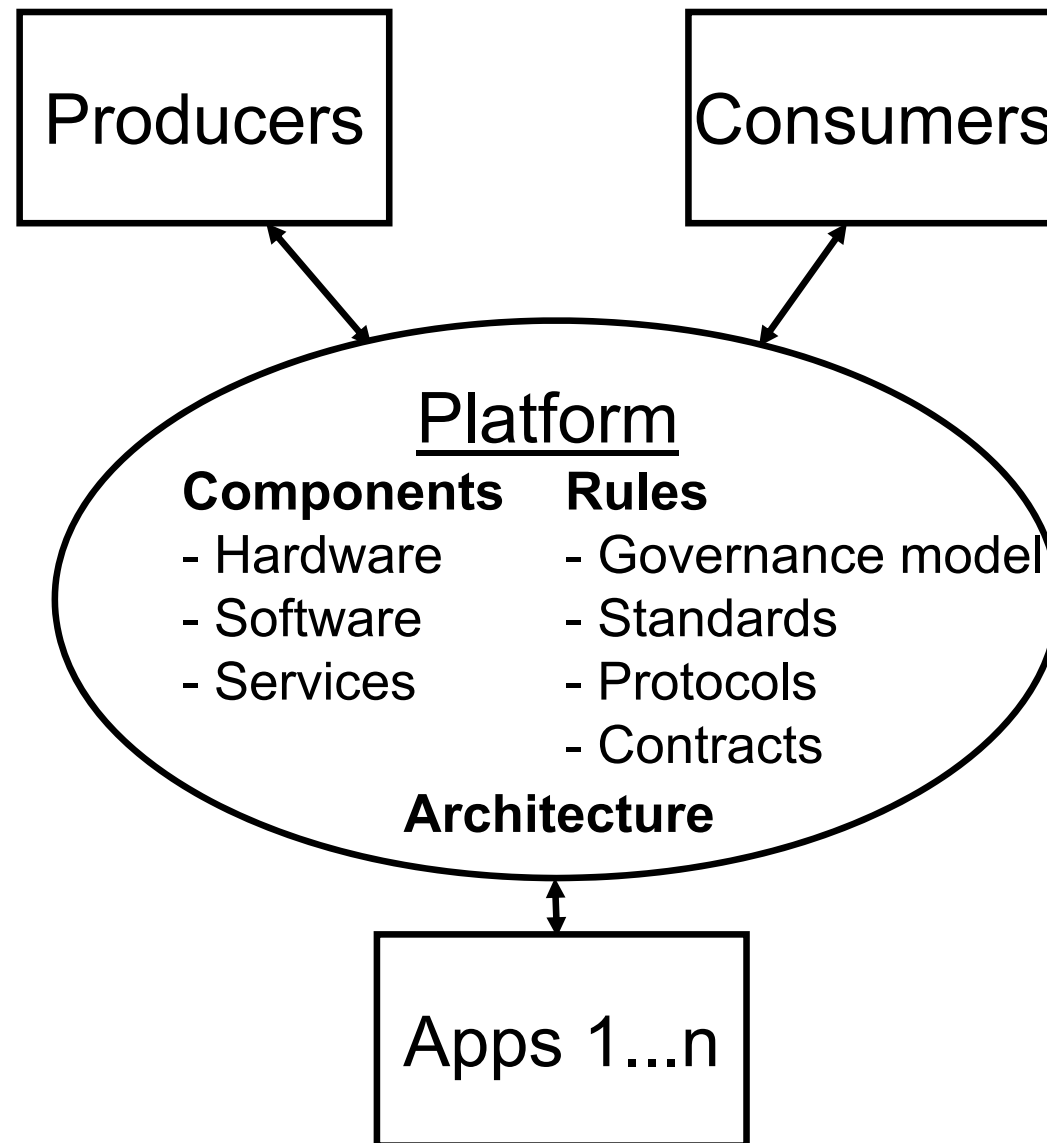 Producers
Consumers
Platform
Components
- Hardware
- Software
- Services
Rules
- Governance model
- Standards
- Protocols
- Contracts
Architecture
Apps 1...n